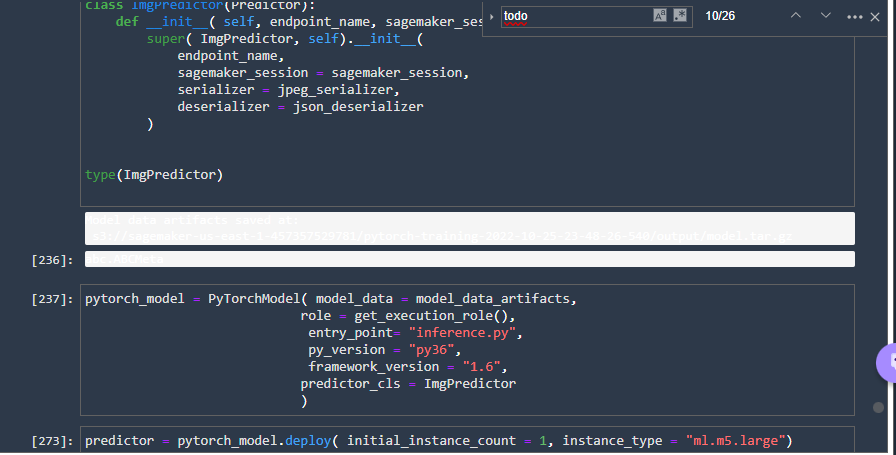 class ImgPredictor(Predictor):
def __init__( self, endpoint_name, sagemaker_ses
todo
10/26
super( ImgPredictor, self).__init__(
endpoint_name,
sagemaker_session = sagemaker_session,
serializer = jpeg_serializer,
deserializer = json_deserializer
)
type(ImgPredictor)
Model data artifacts saved at:
s3://sagemaker-us-east-1-457357529781/pytorch-training-2022-10-25-23-48-26-540/output/model.tar.gz
[236]: abc.ABCMeta
[237]: pytorch_model = PyTorchModel( model_data = model_data_artifacts,
role = get_execution_role(),
entry_point= "inference.py",
py_version = "py36",
framework_version = "1.6",
predictor_cls = ImgPredictor
)
[273]: predictor = pytorch_model.deploy( initial_instance_count = 1, instance_type = "ml.m5.large")